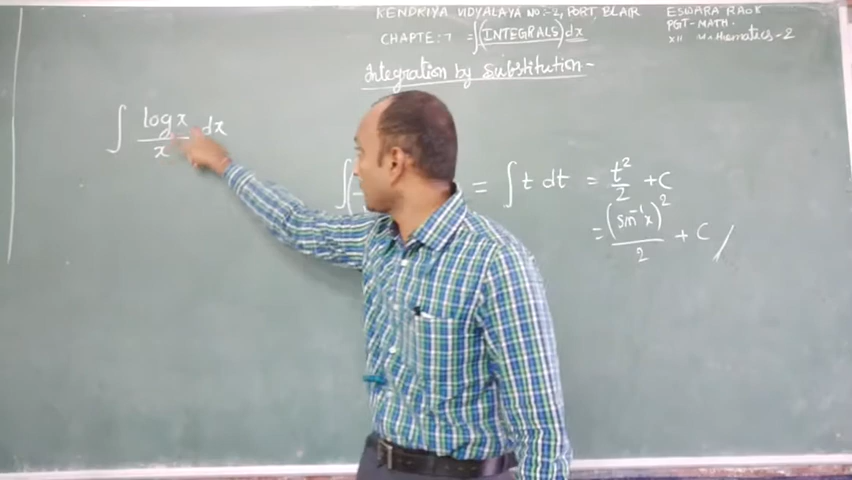 KENDRIYA VIDYALAYA NO:-2, PORT, BLAIR
CHAPTE: 7 = ∫(INTEGRALS)dx
ESWARA RAO K
PGT-MATH.
XII Mathematics-2
Integration by substitution-
∫ log x / x dx
∫ = ∫ t dt = t²/2 + C
= (sin⁻¹x)²/2 + C